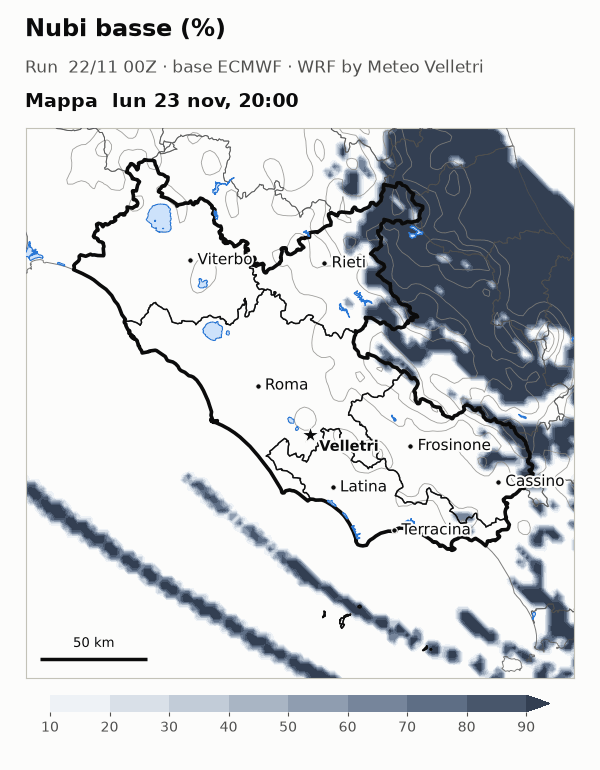 Nubi basse (%)
Run  22/11 00Z · base ECMWF · WRF by Meteo Velletri
Mappa  lun 23 nov, 20:00
Viterbo
Rieti
Roma
Velletri
Frosinone
Cassino
Latina
Terracina
50 km
10 20 30 40 50 60 70 80 90